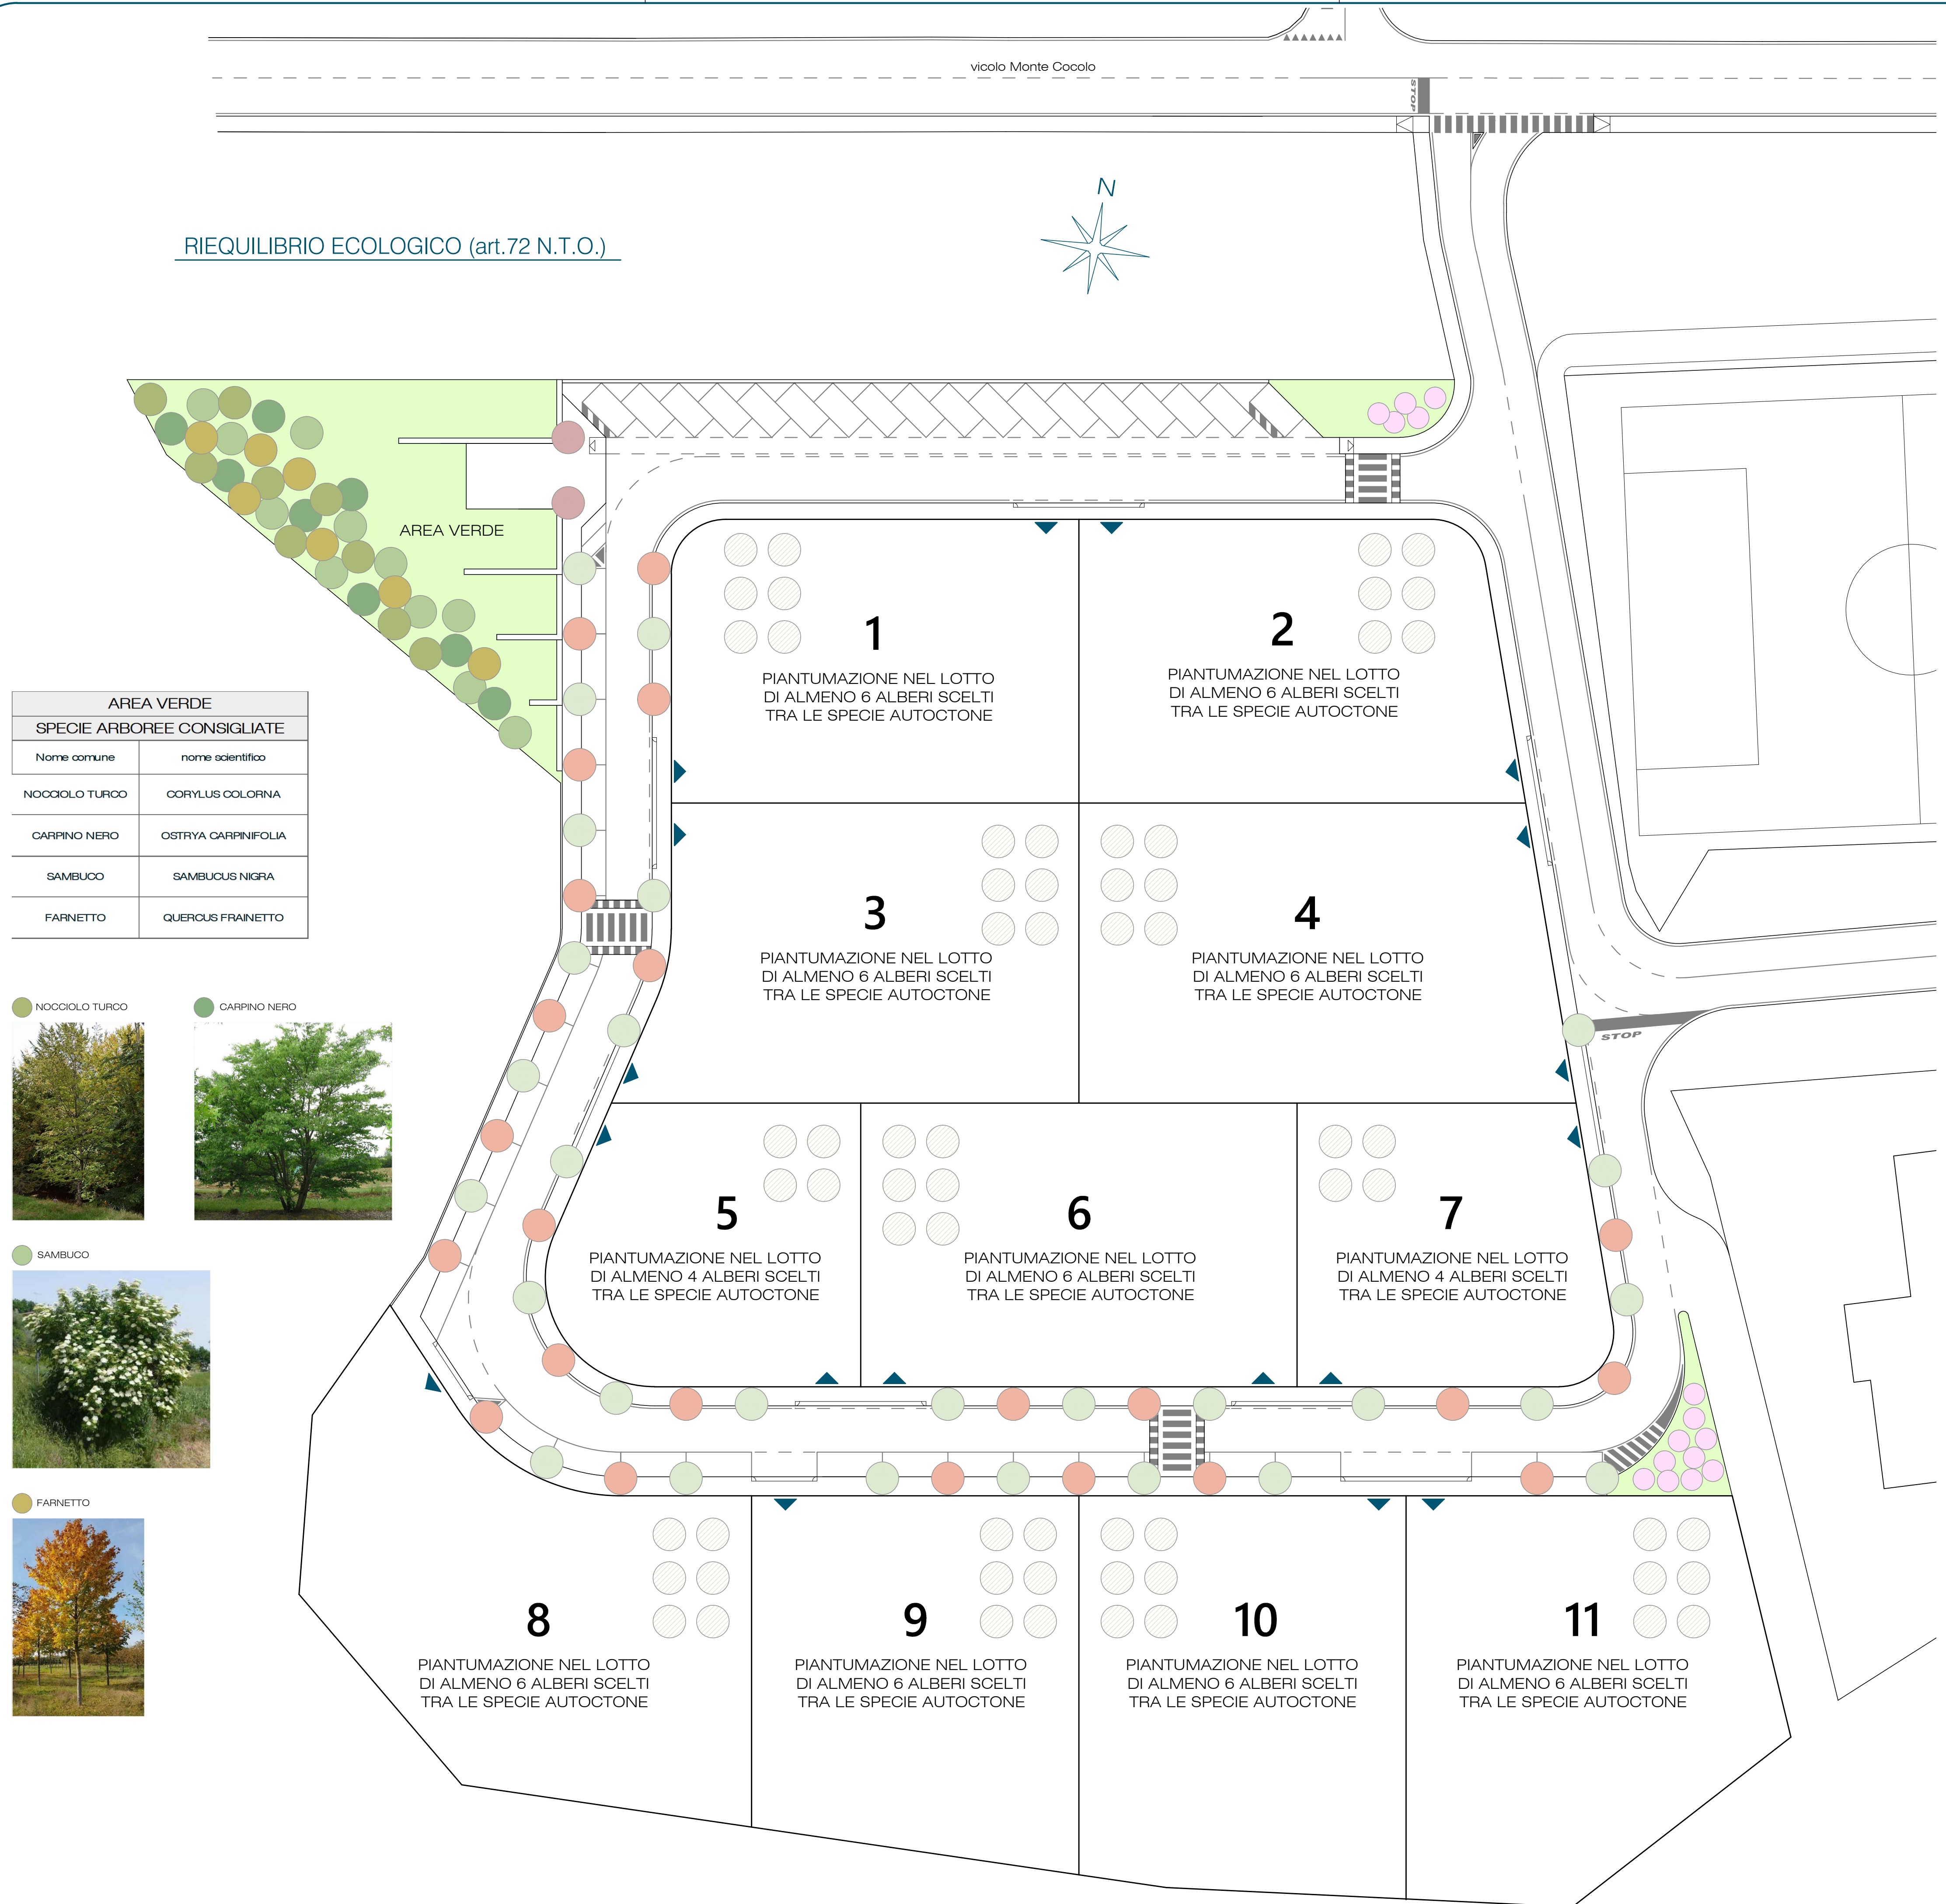 vicolo Monte Cocolo
STOP
N
RIEQUILIBRIO ECOLOGICO (art.72 N.T.O.)
AREA VERDE
1
PIANTUMAZIONE NEL LOTTO
DI ALMENO 6 ALBERI SCELTI
TRA LE SPECIE AUTOCTONE
2
PIANTUMAZIONE NEL LOTTO
DI ALMENO 6 ALBERI SCELTI
TRA LE SPECIE AUTOCTONE
AREA VERDE
SPECIE ARBOREE CONSIGLIATE
Nome comune nome scientifico
NOCCIOLO TURCO CORYLUS COLORNA
CARPINO NERO OSTRYA CARPINIFOLIA
SAMBUCO SAMBUCUS NIGRA
FARNETTO QUERCUS FRAINETTO
3
PIANTUMAZIONE NEL LOTTO
DI ALMENO 6 ALBERI SCELTI
TRA LE SPECIE AUTOCTONE
4
PIANTUMAZIONE NEL LOTTO
DI ALMENO 6 ALBERI SCELTI
TRA LE SPECIE AUTOCTONE
NOCCIOLO TURCO
CARPINO NERO
STOP
5
PIANTUMAZIONE NEL LOTTO
DI ALMENO 4 ALBERI SCELTI
TRA LE SPECIE AUTOCTONE
6
PIANTUMAZIONE NEL LOTTO
DI ALMENO 6 ALBERI SCELTI
TRA LE SPECIE AUTOCTONE
7
PIANTUMAZIONE NEL LOTTO
DI ALMENO 4 ALBERI SCELTI
TRA LE SPECIE AUTOCTONE
SAMBUCO
FARNETTO
8
PIANTUMAZIONE NEL LOTTO
DI ALMENO 6 ALBERI SCELTI
TRA LE SPECIE AUTOCTONE
9
PIANTUMAZIONE NEL LOTTO
DI ALMENO 6 ALBERI SCELTI
TRA LE SPECIE AUTOCTONE
10
PIANTUMAZIONE NEL LOTTO
DI ALMENO 6 ALBERI SCELTI
TRA LE SPECIE AUTOCTONE
11
PIANTUMAZIONE NEL LOTTO
DI ALMENO 6 ALBERI SCELTI
TRA LE SPECIE AUTOCTONE